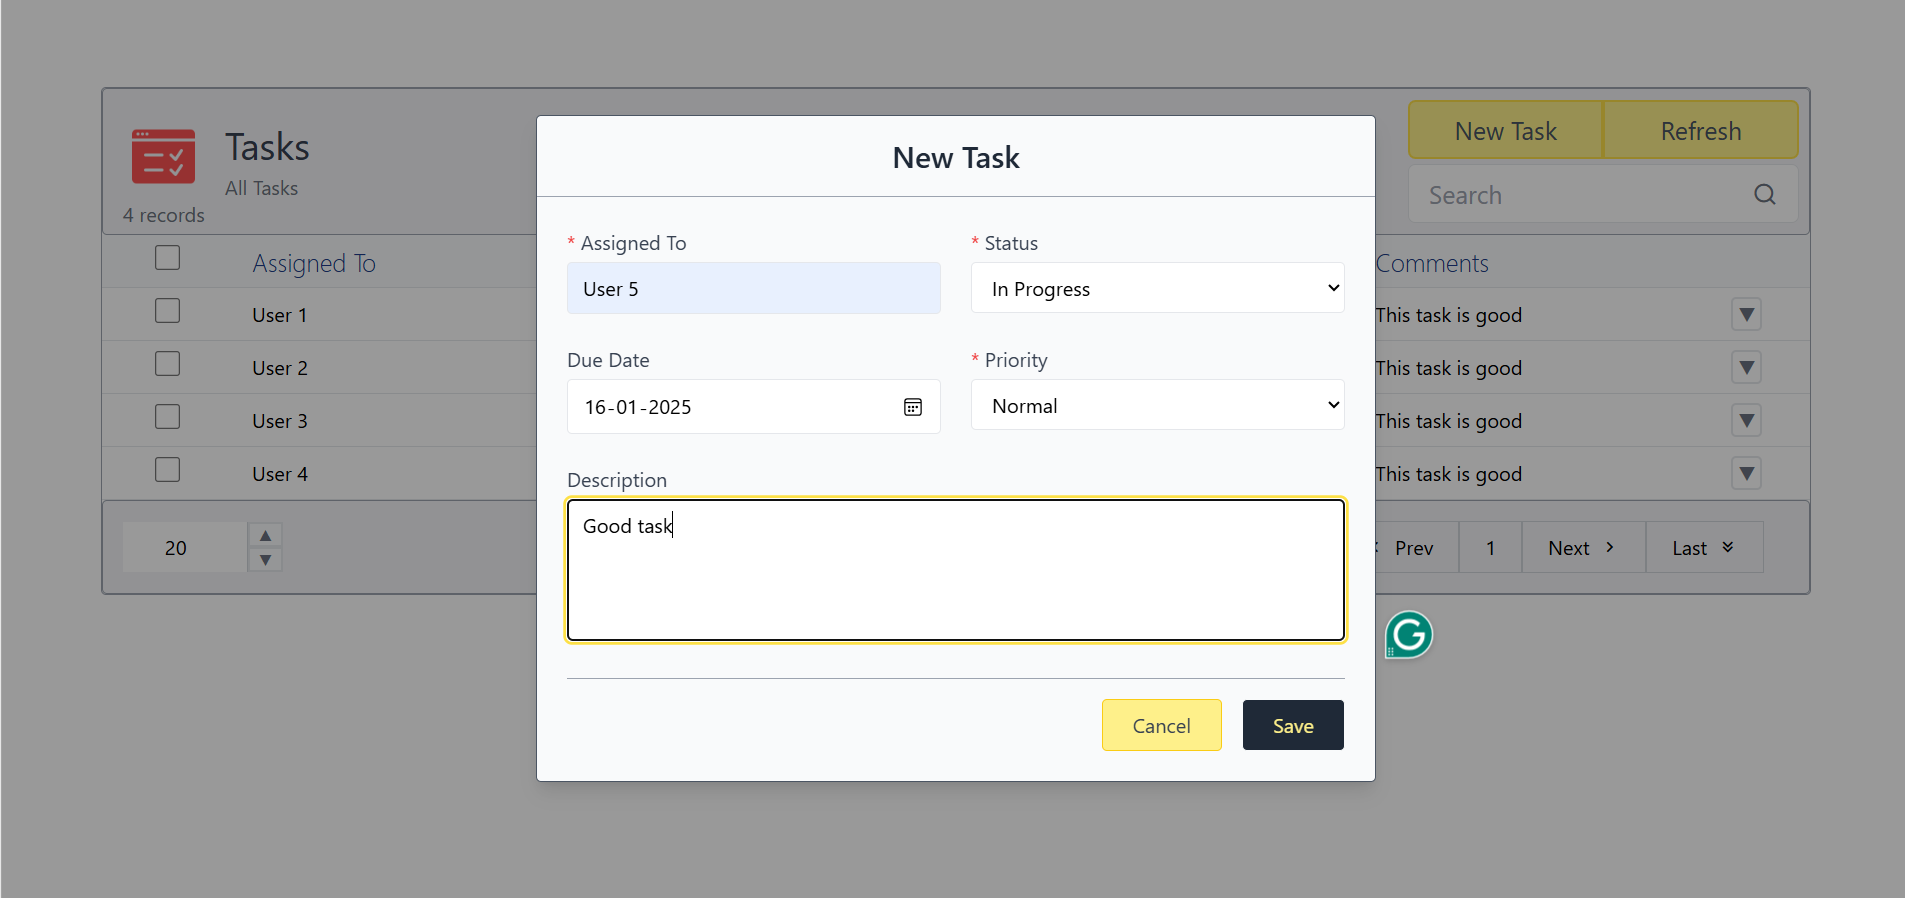 Tasks
All Tasks
4 records
New Task
Refresh
Search
Assigned To
Comments
User 1
This task is good
User 2
This task is good
User 3
This task is good
User 4
This task is good
20
Prev
1
Next
Last
New Task
* Assigned To
* Status
User 5
In Progress
Due Date
* Priority
16-01-2025
Normal
Description
Good task
Cancel
Save
G